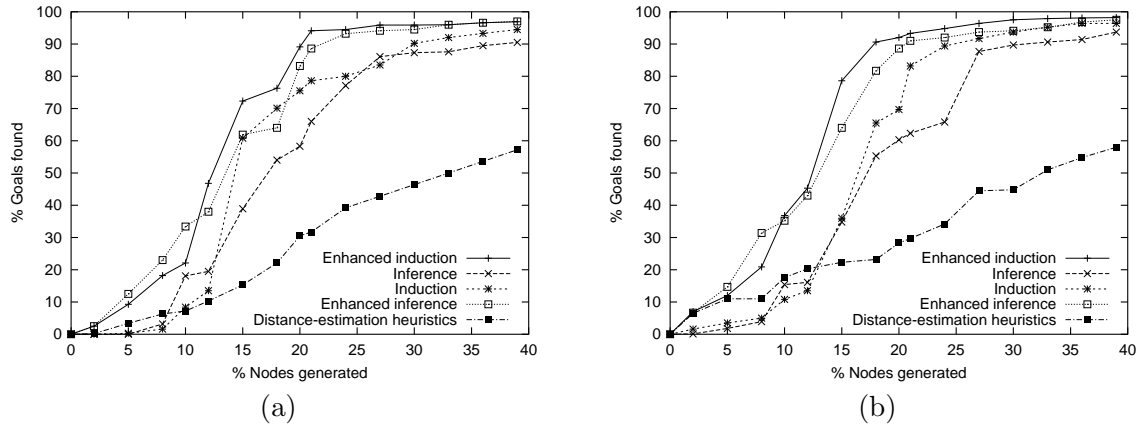 100
90
80
70
60
50
40
30
20
10
0
% Goals found
Enhanced induction
Inference
Induction
Enhanced inference
Distance-estimation heuristics
0 5 10 15 20 25 30 35 40
% Nodes generated
(a)
100
90
80
70
60
50
40
30
20
10
0
% Goals found
Enhanced induction
Inference
Induction
Enhanced inference
Distance-estimation heuristics
0 5 10 15 20 25 30 35 40
% Nodes generated
(b)